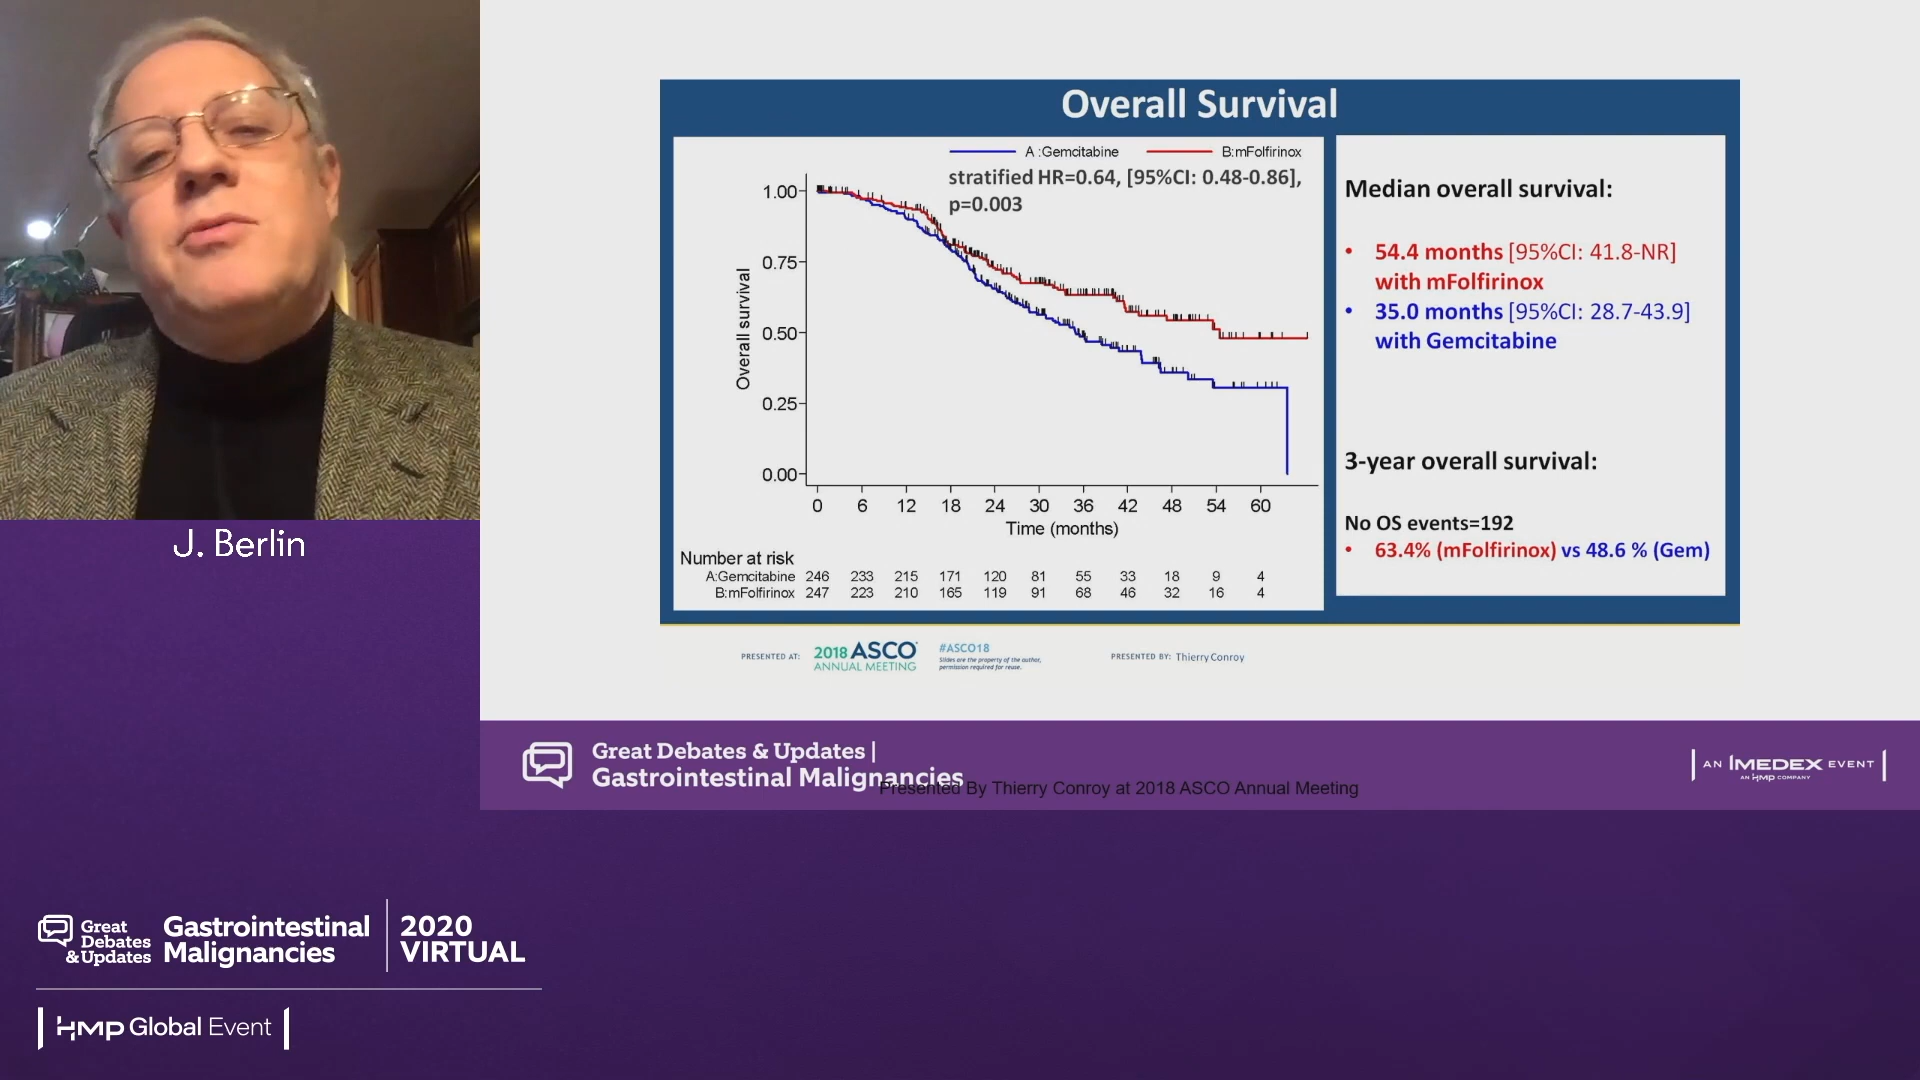 J. Berlin
Overall Survival
A :Gemcitabine
B:mFolfirinox
stratified HR=0.64, [95%CI: 0.48-0.86],
p=0.003
1.00
0.75
0.50
0.25
0.00
Overall survival
0 6 12 18 24 30 36 42 48 54 60
Time (months)
Number at risk
A:Gemcitabine 246 233 215 171 120 81 55 33 18 9 4
B:mFolfirinox 247 223 210 165 119 91 68 46 32 16 4
Median overall survival:
• 54.4 months [95%CI: 41.8-NR]
with mFolfirinox
• 35.0 months [95%CI: 28.7-43.9]
with Gemcitabine
3-year overall survival:
No OS events=192
• 63.4% (mFolfirinox) vs 48.6 % (Gem)
PRESENTED AT:
2018 ASCO
ANNUAL MEETING
#ASCO18
Slides are the property of the author,
permission required for reuse.
PRESENTED BY: Thierry Conroy
Great Debates & Updates |
Gastrointestinal Malignancies
Presented By Thierry Conroy at 2018 ASCO Annual Meeting
AN IMEDEX EVENT
AN HMP COMPANY
Great
Debates
& Updates
Gastrointestinal
Malignancies
2020
VIRTUAL
HMP Global Event